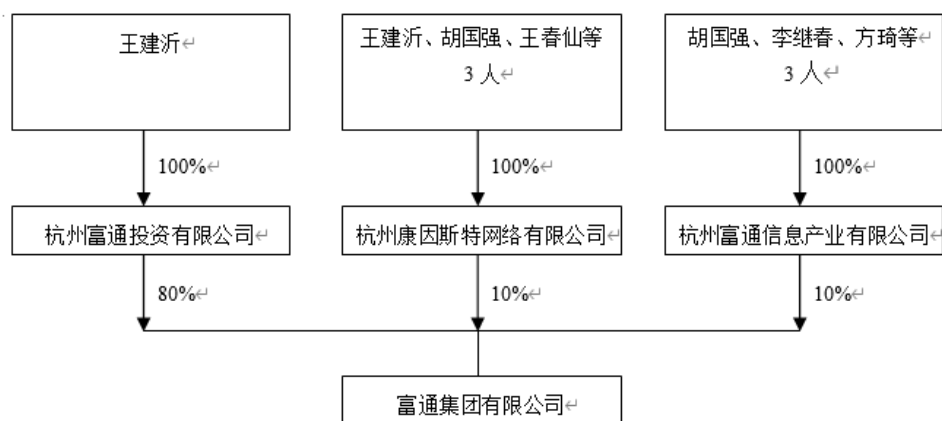 王建沂↵
王建沂、胡国强、王春仙等
3 人↵
胡国强、李继春、方琦等
3 人↵
100%↵
100%↵
100%↵
杭州富通投资有限公司↵
杭州康因斯特网络有限公司↵
杭州富通信息产业有限公司↵
80%↵
10%↵
10%↵
富通集团有限公司↵